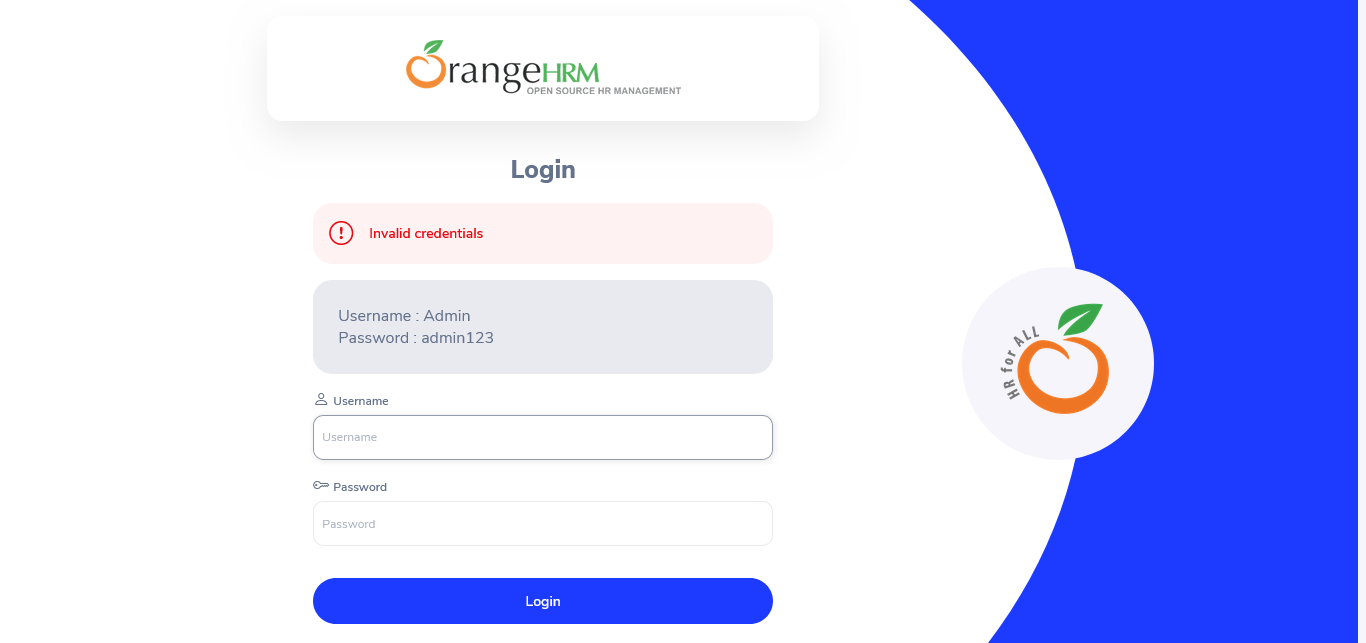 OrangeHRM
OPEN SOURCE HR MANAGEMENT
Login
Invalid credentials
Username : Admin
Password : admin123
Username
Username
Password
Password
Login
HR for ALL